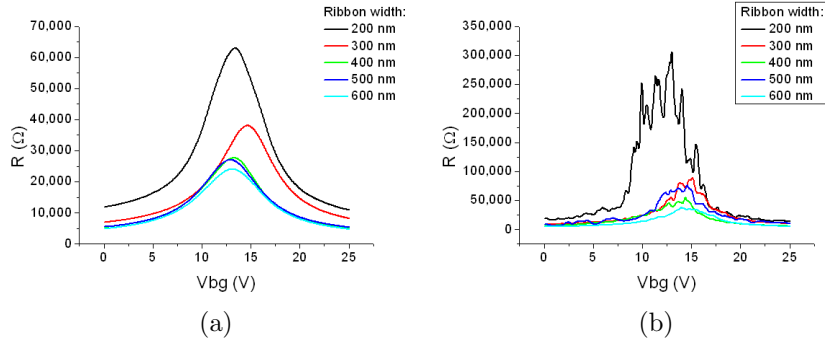 Ribbon width:
200 nm
300 nm
400 nm
500 nm
600 nm
70,000
60,000
50,000
40,000
30,000
20,000
10,000
0
R (Ω)
0 5 10 15 20 25
Vbg (V)
(a)
Ribbon width:
200 nm
300 nm
400 nm
500 nm
600 nm
350,000
300,000
250,000
200,000
150,000
100,000
50,000
0
R (Ω)
0 5 10 15 20 25
Vbg (V)
(b)